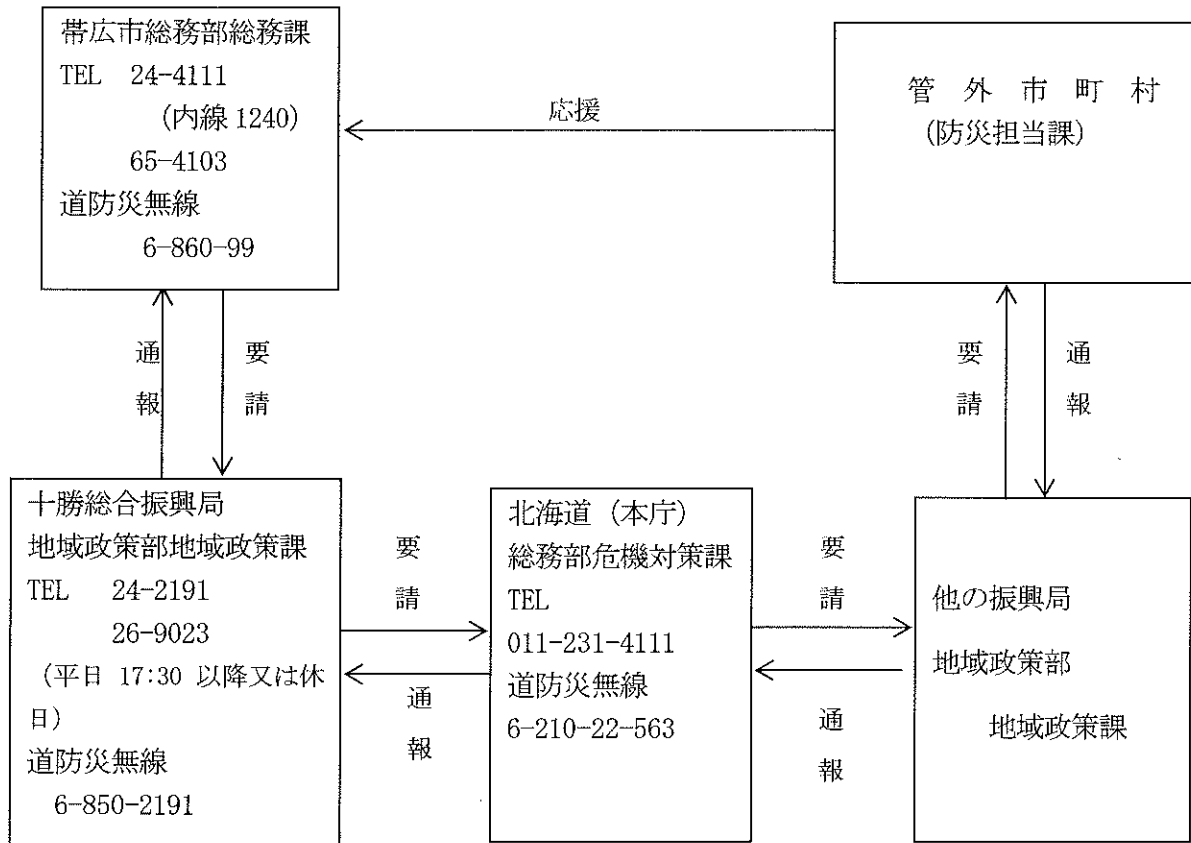 帯広市総務部総務課
TEL 24-4111
(内線 1240)
65-4103
道防災無線
6-860-99
応援
管 外 市 町 村
(防災担当課)
通報
要請
要請
通報
十勝総合振興局
地域政策部地域政策課
TEL 24-2191
26-9023
(平日 17:30 以降又は休
日)
道防災無線
6-850-2191
要請
通報
北海道 (本庁)
総務部危機対策課
TEL
011-231-4111
道防災無線
6-210-22-563
要請
通報
他の振興局
地域政策部
地域政策課